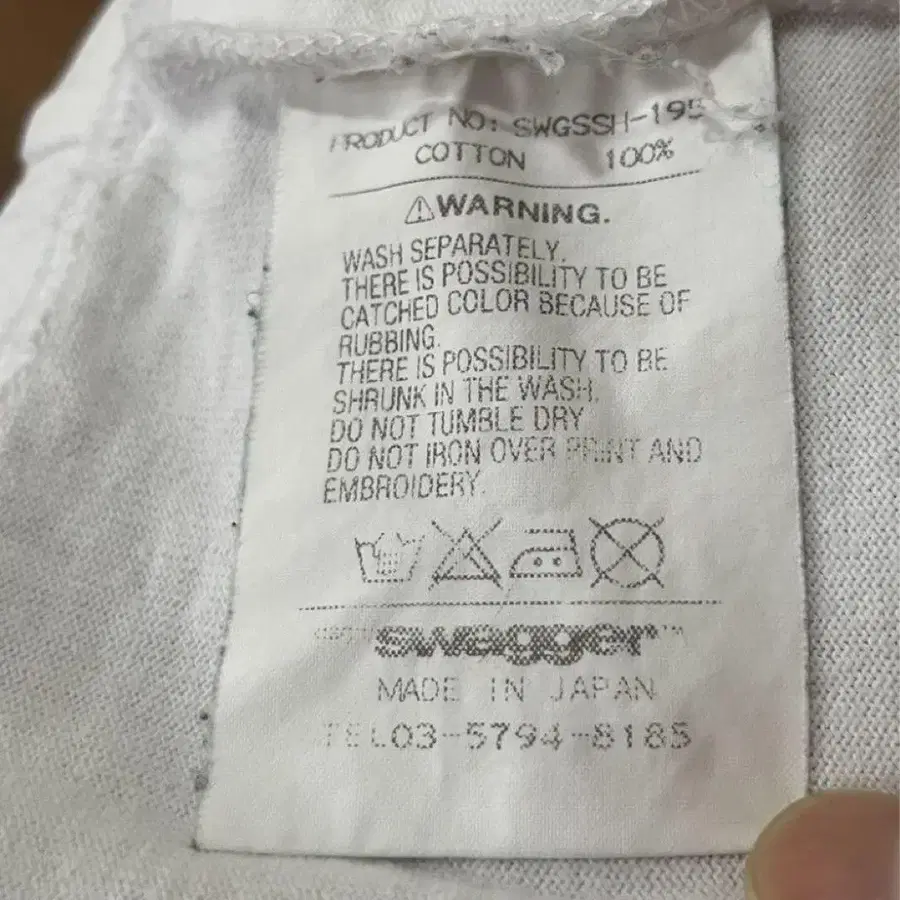 PRODUCT NO: SWGSSH-195
COTTON 100%
WARNING.
WASH SEPARATELY.
THERE IS POSSIBILITY TO BE
CATCHED COLOR BECAUSE OF
RUBBING.
THERE IS POSSIBILITY TO BE
SHRUNK IN THE WASH.
DO NOT TUMBLE DRY
DO NOT IRON OVER PRINT AND
EMBROIDERY.
swagger™
MADE IN JAPAN
TEL03-5794-8185